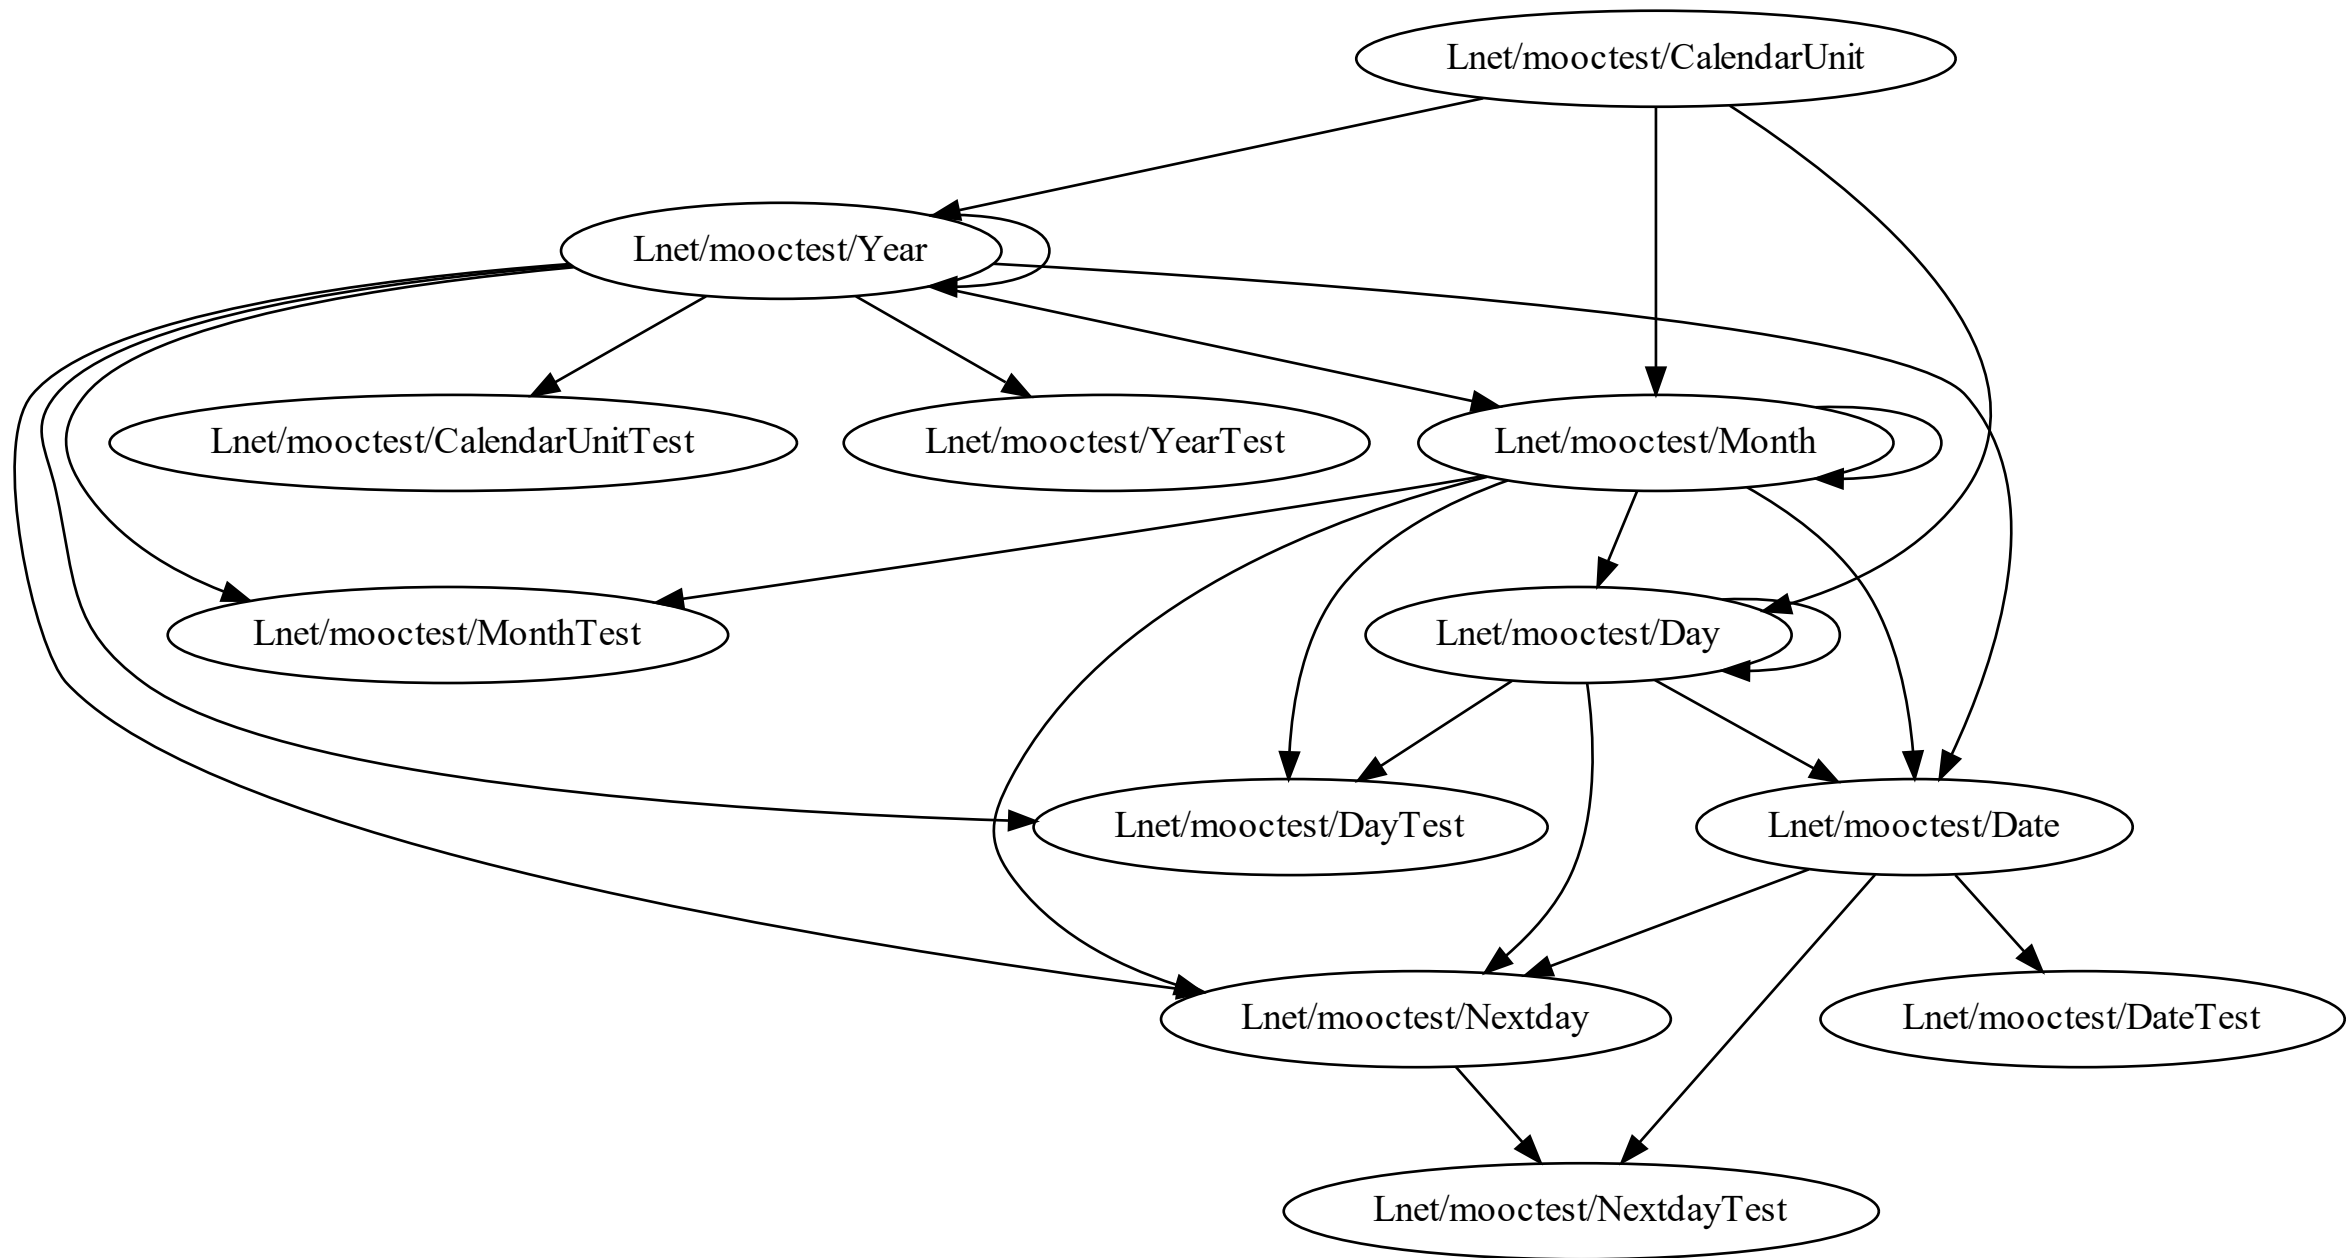 Lnet/mooctest/CalendarUnit
Lnet/mooctest/Year
Lnet/mooctest/CalendarUnitTest
Lnet/mooctest/YearTest
Lnet/mooctest/Month
Lnet/mooctest/MonthTest
Lnet/mooctest/Day
Lnet/mooctest/DayTest
Lnet/mooctest/Date
Lnet/mooctest/Nextday
Lnet/mooctest/DateTest
Lnet/mooctest/NextdayTest